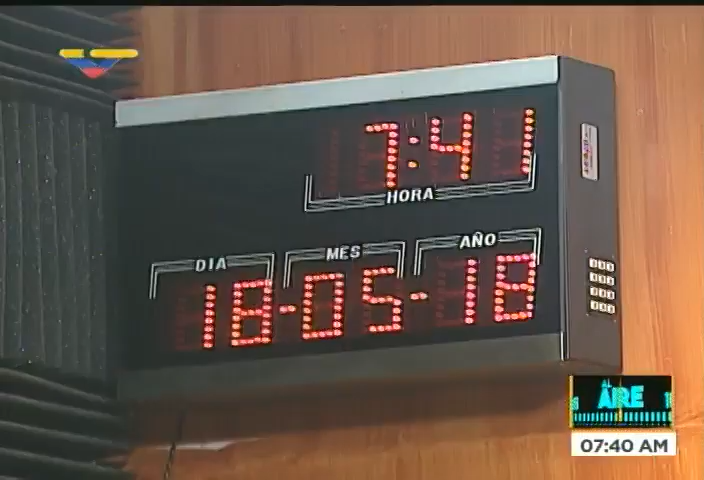 7:41
HORA
DIA MES AÑO
18-05-18
AL
AIRE
07:40 AM